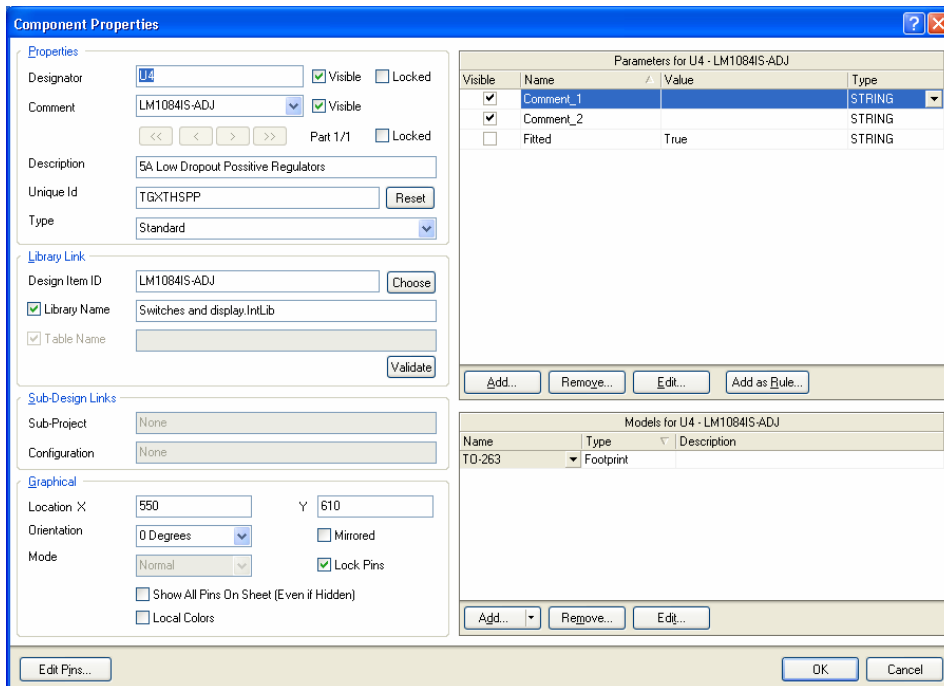 Component Properties
Properties
Designator U4 Visible Locked
Comment LM1084IS-ADJ Visible
<< < > >> Part 1/1 Locked
Description 5A Low Dropout Possitive Regulators
Unique Id TGXTHSPP Reset
Type Standard
Library Link
Design Item ID LM1084IS-ADJ Choose
Library Name Switches and display.IntLib
Table Name
Validate
Sub-Design Links
Sub-Project None
Configuration None
Graphical
Location X 550 Y 610
Orientation 0 Degrees Mirrored
Mode Normal Lock Pins
Show All Pins On Sheet (Even if Hidden)
Local Colors
Parameters for U4 - LM1084IS-ADJ
Visible Name Value Type
Comment_1 STRING
Comment_2 STRING
Fitted True STRING
Add... Remove... Edit... Add as Rule...
Models for U4 - LM1084IS-ADJ
Name Type Description
TO-263 Footprint
Add... Remove... Edit...
Edit Pins... OK Cancel